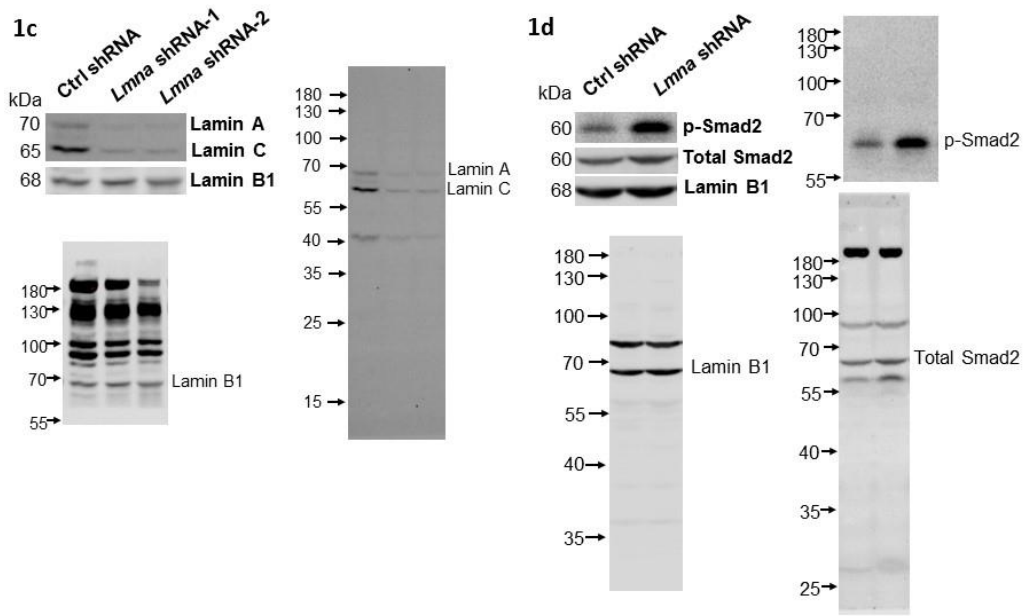 1c
Ctrl shRNA
Lmna shRNA-1
Lmna shRNA-2
kDa
70 Lamin A
65 Lamin C
68 Lamin B1
180
130
100
70
55
Lamin B1
180
130
100
70
55
40
35
25
15
Lamin A
Lamin C
1d
Ctrl shRNA
Lmna shRNA
kDa
60 p-Smad2
60 Total Smad2
68 Lamin B1
180
130
100
70
55
p-Smad2
180
130
100
70
55
40
35
Lamin B1
180
130
100
70
55
40
35
25
Total Smad2